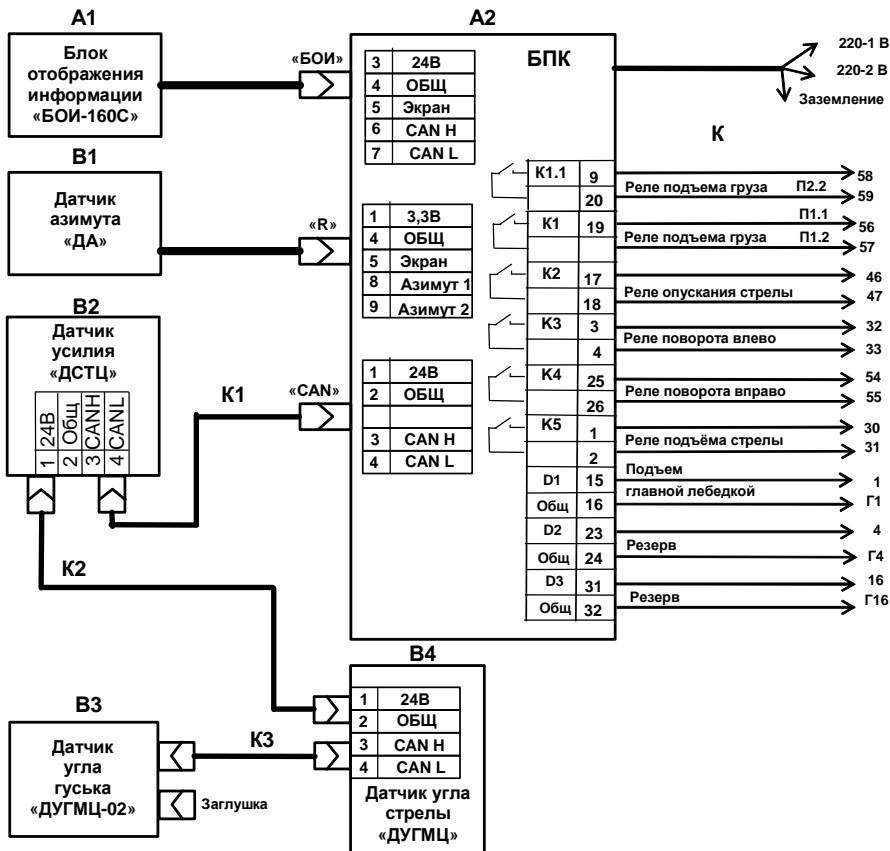 А1
Блок
отображения
информации
«БОИ-160С»
В1
Датчик
азимута
«ДА»
В2
Датчик
усилия
«ДСТЦ»
1 24В
2 Общ
3 CANH
4 CANL
К1
К2
В3
Датчик
угла
гуська
«ДУГМЦ-02»
К3
Заглушка
А2
БПК
«БОИ»
3 24В
4 ОБЩ
5 Экран
6 CAN H
7 CAN L
«R»
1 3,3В
4 ОБЩ
5 Экран
8 Азимут 1
9 Азимут 2
«CAN»
1 24В
2 ОБЩ
3 CAN H
4 CAN L
220-1 В
220-2 В
Заземление
К
К1.1 9 58
Реле подъема груза П2.2
20 59
К1 19 П1.1 56
Реле подъема груза П1.2
57
К2 17 46
Реле опускания стрелы
18 47
К3 3 32
Реле поворота влево
4 33
К4 25 54
Реле поворота вправо
26 55
К5 1 30
Реле подъёма стрелы
2 31
D1 15 Подъем 1
Общ 16 главной лебедкой Г1
D2 23 4
Резерв
Общ 24 Г4
D3 31 16
Резерв
Общ 32 Г16
В4
1 24В
2 ОБЩ
3 CAN H
4 CAN L
Датчик угла
стрелы
«ДУГМЦ»